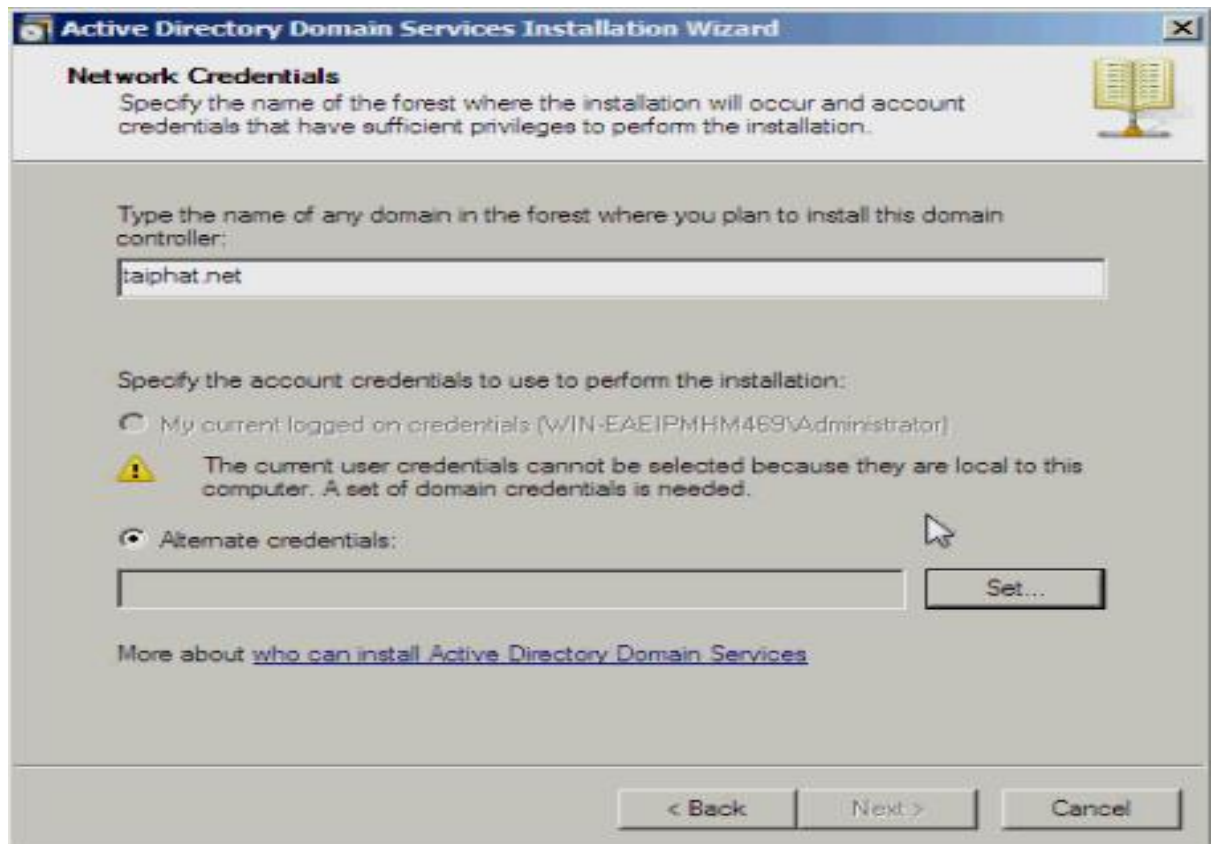 Active Directory Domain Services Installation Wizard
Network Credentials
Specify the name of the forest where the installation will occur and account
credentials that have sufficient privileges to perform the installation.
Type the name of any domain in the forest where you plan to install this domain
controller:
taiphat.net
Specify the account credentials to use to perform the installation:
My current logged on credentials (WIN-EAEIPMHM469\Administrator)
The current user credentials cannot be selected because they are local to this
computer. A set of domain credentials is needed.
Alternate credentials:
Set...
More about who can install Active Directory Domain Services
< Back Next > Cancel